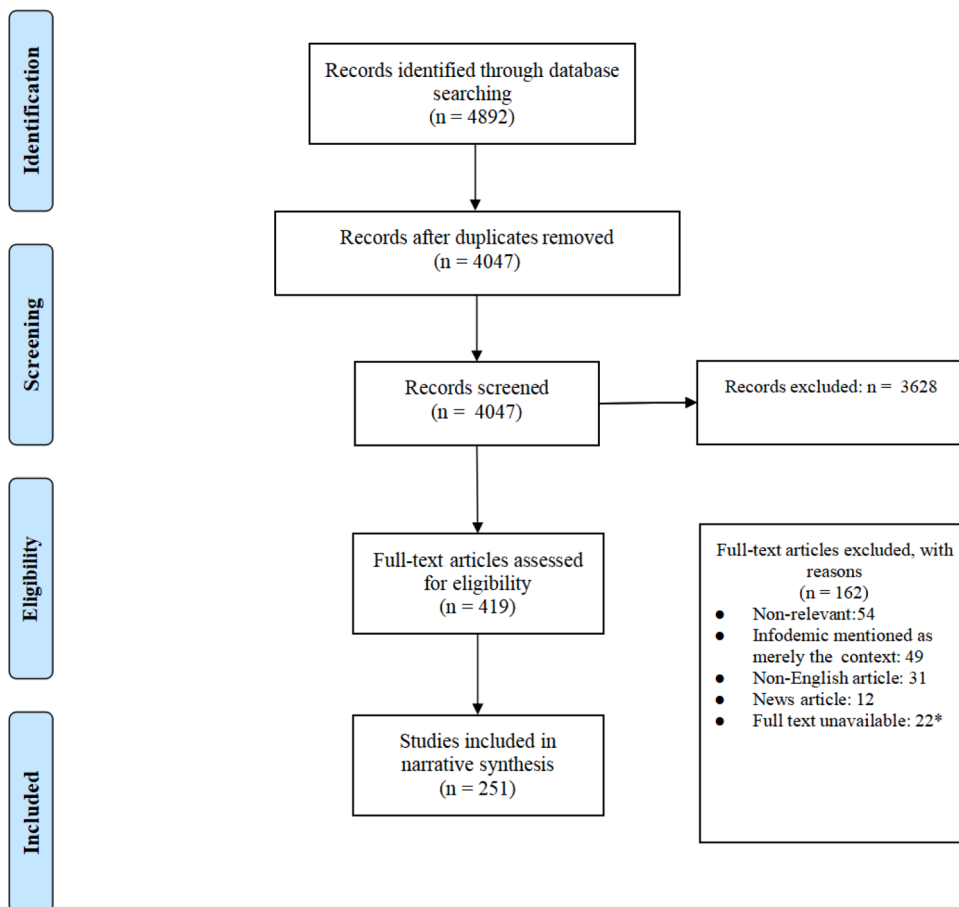 Identification
Records identified through database
searching
(n = 4892)
Records after duplicates removed
(n = 4047)
Screening
Records screened
(n =  4047)
Records excluded: n =  3628
Eligibility
Full-text articles assessed
for eligibility
(n = 419)
Full-text articles excluded, with
reasons
(n = 162)
● Non-relevant:54
● Infodemic mentioned as
merely the  context: 49
● Non-English article: 31
● News article: 12
● Full text unavailable: 22*
Included
Studies included in
narrative synthesis
(n = 251)